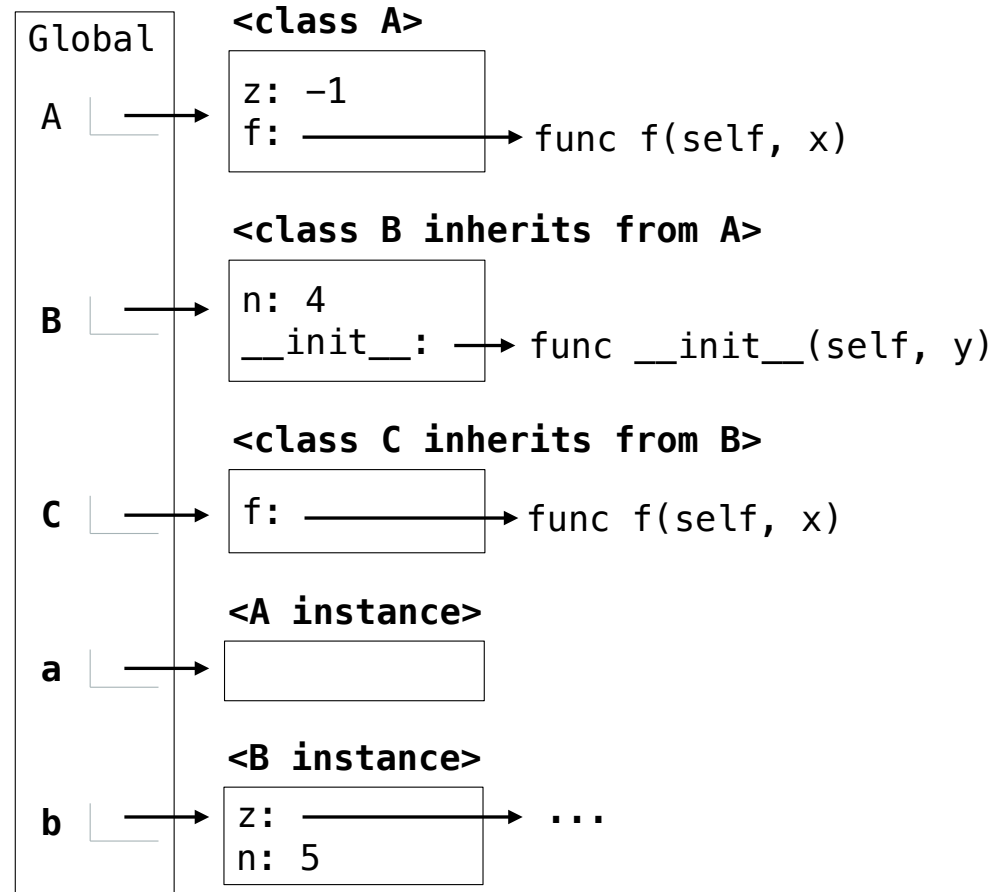 Global
<class A>
A
z: –1
f:
func f(self, x)
<class B inherits from A>
B
n: 4
__init__:
func __init__(self, y)
<class C inherits from B>
C
f:
func f(self, x)
<A instance>
a
<B instance>
b
z:
...
n: 5